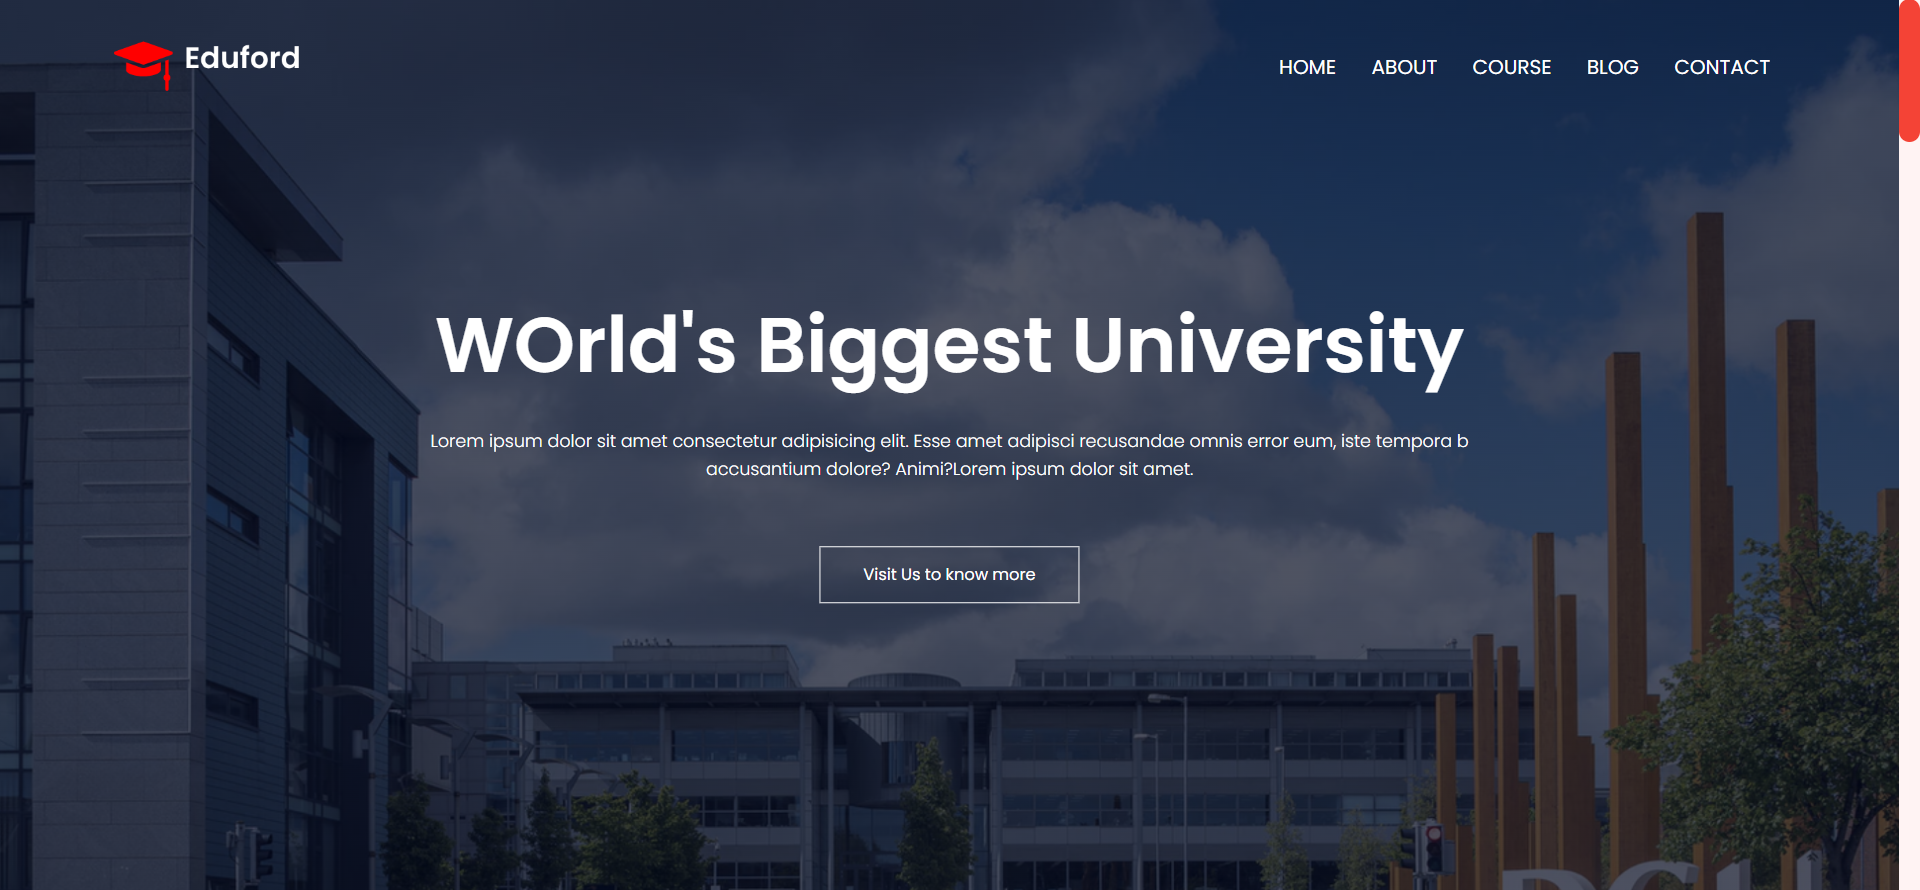 Eduford
HOME ABOUT COURSE BLOG CONTACT
WOrld's Biggest University
Lorem ipsum dolor sit amet consectetur adipisicing elit. Esse amet adipisci recusandae omnis error eum, iste tempora b
accusantium dolore? Animi?Lorem ipsum dolor sit amet.
Visit Us to know more